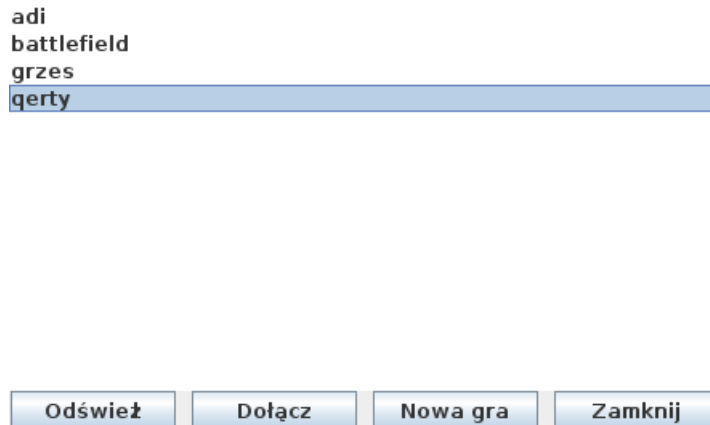 adi
battlefield
grzes
qerty
Odśwież Dołącz Nowa gra Zamknij